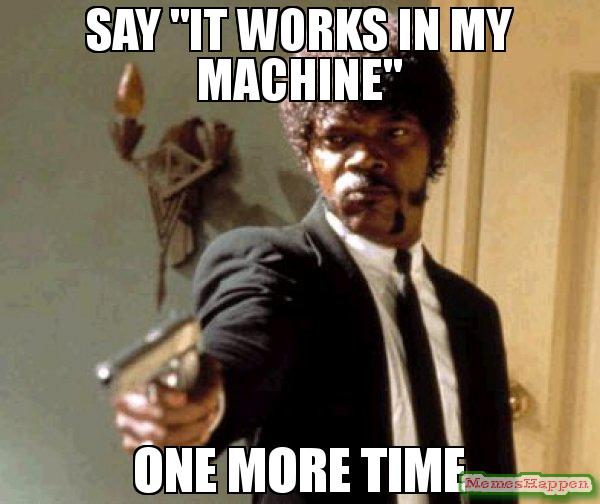 SAY "IT WORKS IN MY
MACHINE"
ONE MORE TIME
MemesHappen